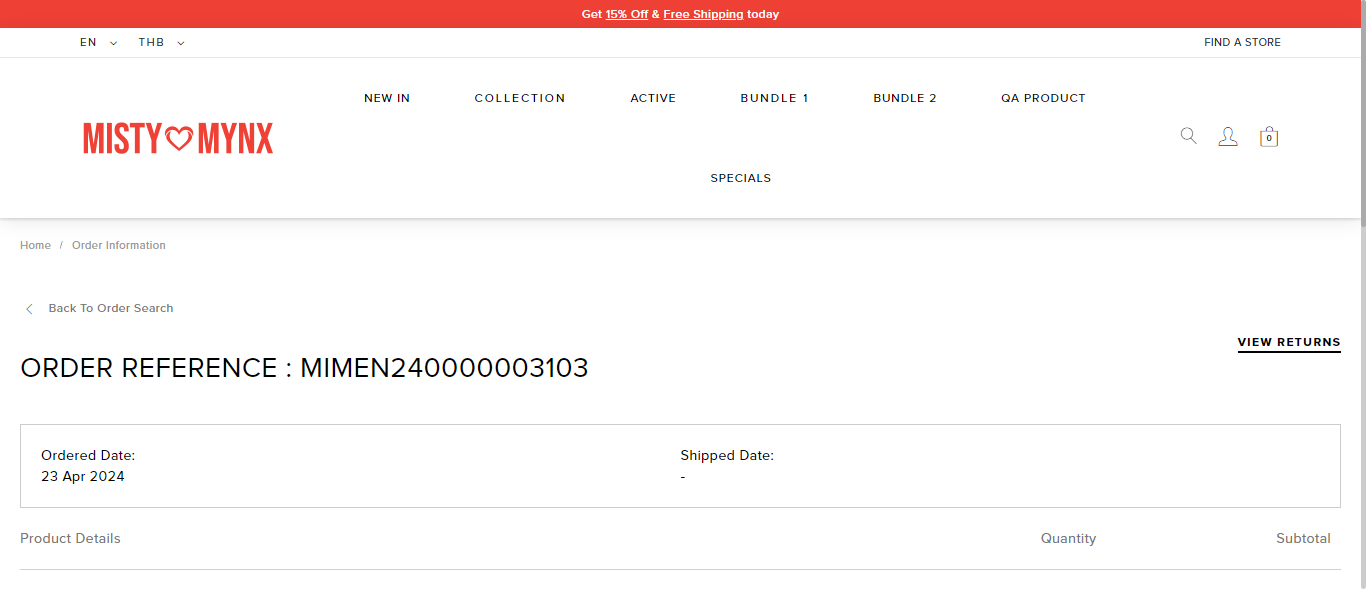 Get 15% Off & Free Shipping today
EN THB FIND A STORE
NEW IN COLLECTION ACTIVE BUNDLE 1 BUNDLE 2 QA PRODUCT
MISTY MYNX
0
SPECIALS
Home / Order Information
Back To Order Search
VIEW RETURNS
ORDER REFERENCE : MIMEN240000003103
Ordered Date: Shipped Date:
23 Apr 2024 -
Product Details Quantity Subtotal